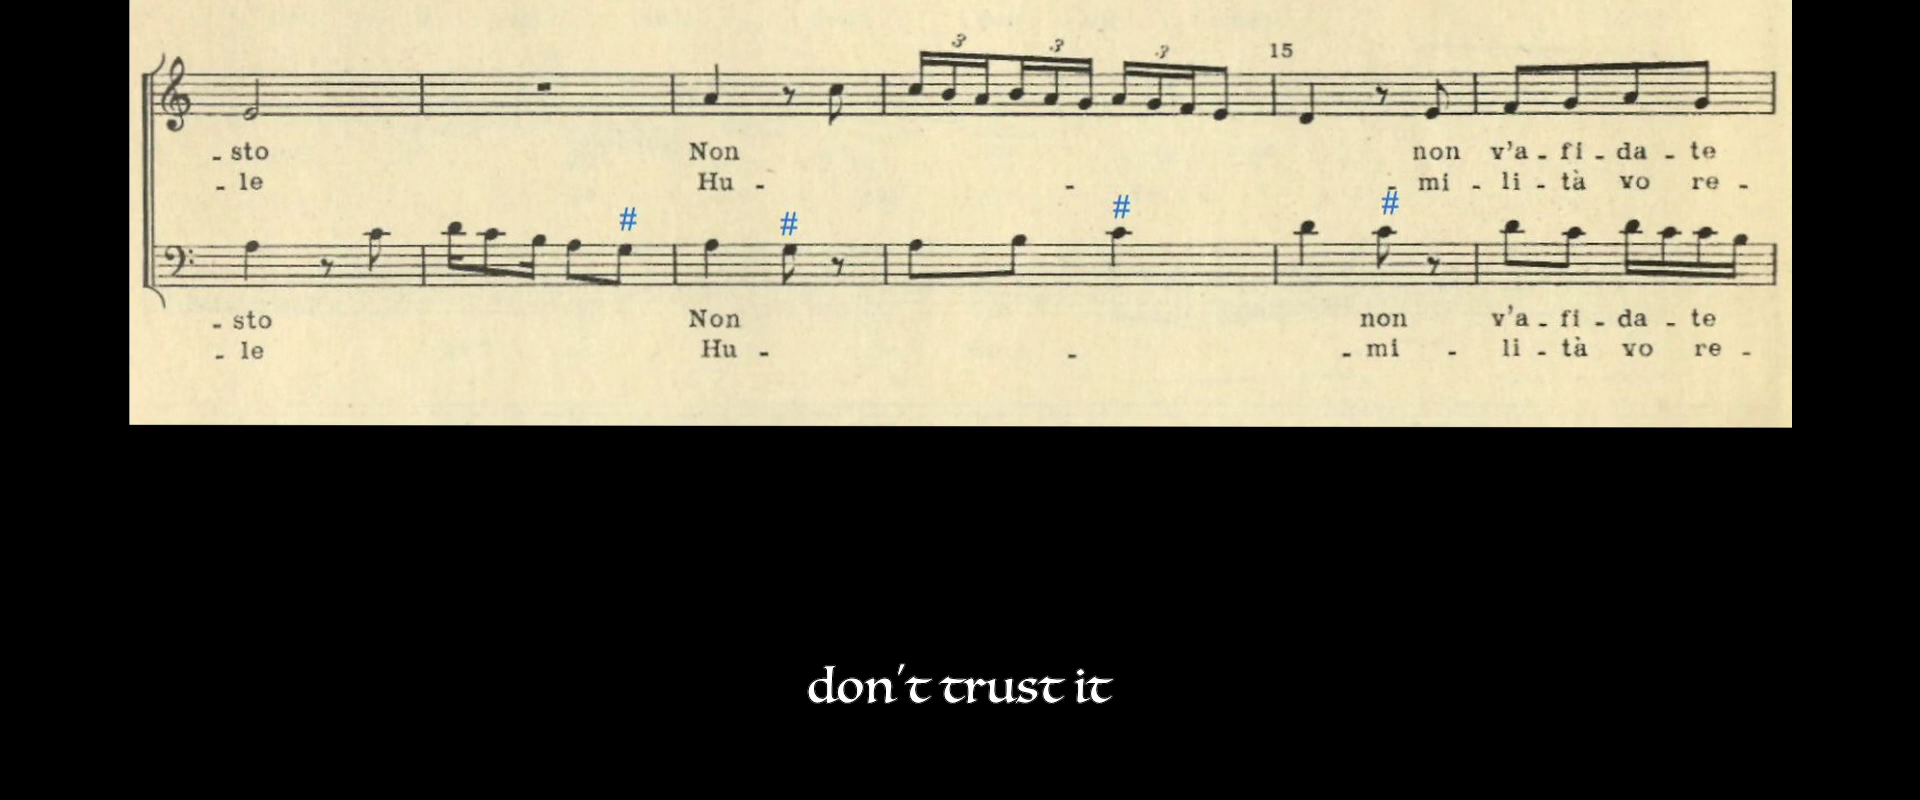 3 3 3 15
- sto Non non v'a - fi - da - te
- le Hu - - - mi - li - tà vo re -
# # # #
- sto Non non v'a - fi - da - te
- le Hu - - - mi - li - tà vo re -
don't trust it